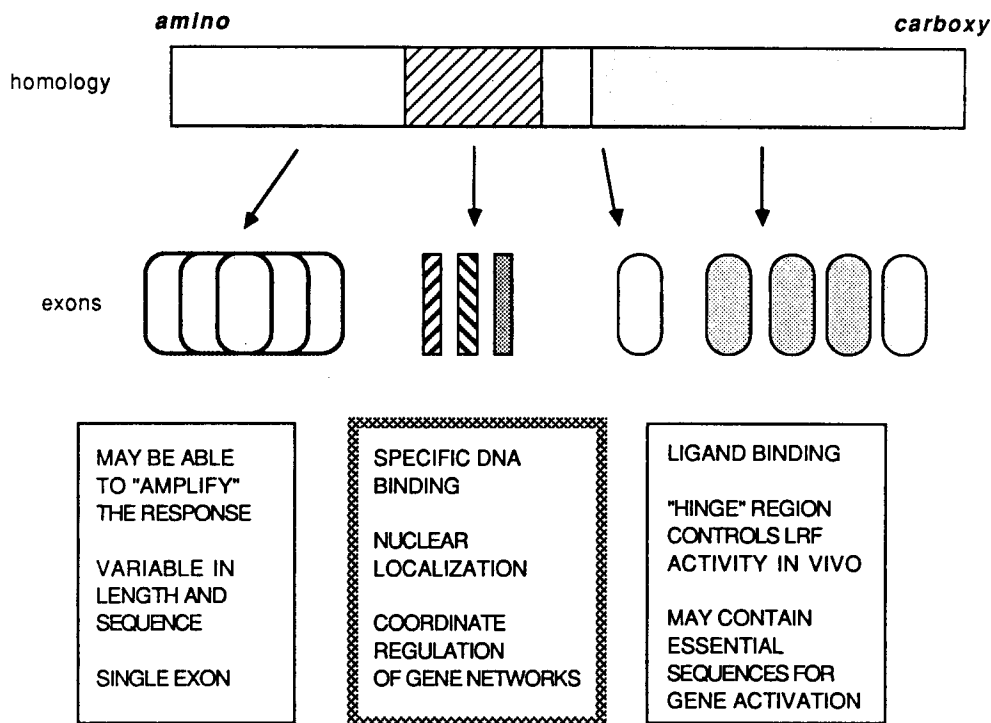 amino
carboxy
homology
exons
MAY BE ABLE
TO "AMPLIFY"
THE RESPONSE
VARIABLE IN
LENGTH AND
SEQUENCE
SINGLE EXON
SPECIFIC DNA
BINDING
NUCLEAR
LOCALIZATION
COORDINATE
REGULATION
OF GENE NETWORKS
LIGAND BINDING
"HINGE" REGION
CONTROLS LRF
ACTIVITY IN VIVO
MAY CONTAIN
ESSENTIAL
SEQUENCES FOR
GENE ACTIVATION